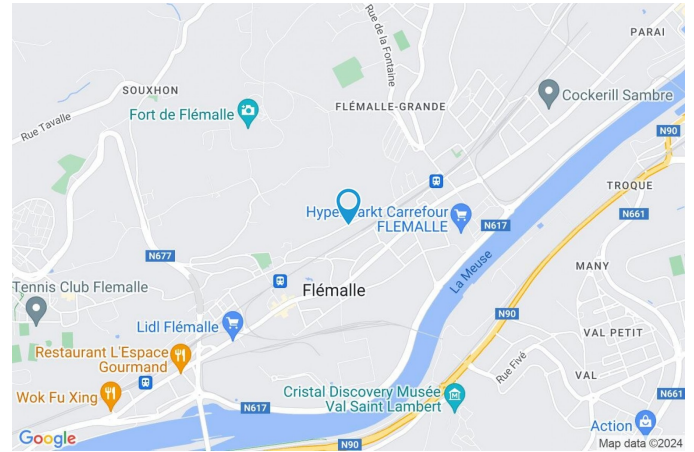 PARAI
SOUXHON
Rue de la Fontaine
Cockerill Sambre
FLÉMALLE-GRANDE
Fort de Flémalle
Rue Tavalle
N90
TROQUE
Hypermarkt Carrefour
FLEMALLE
N617
N661
N677
La Meuse
MANY
Tennis Club Flemalle
Flémalle
N90
Lidl Flémalle
VAL PETIT
Restaurant L'Espace
Gourmand
Rue Fivé
VAL
N661
Wok Fu Xing
Cristal Discovery Musée
Val Saint Lambert
N617
Action
Google
N90
Map data ©2024